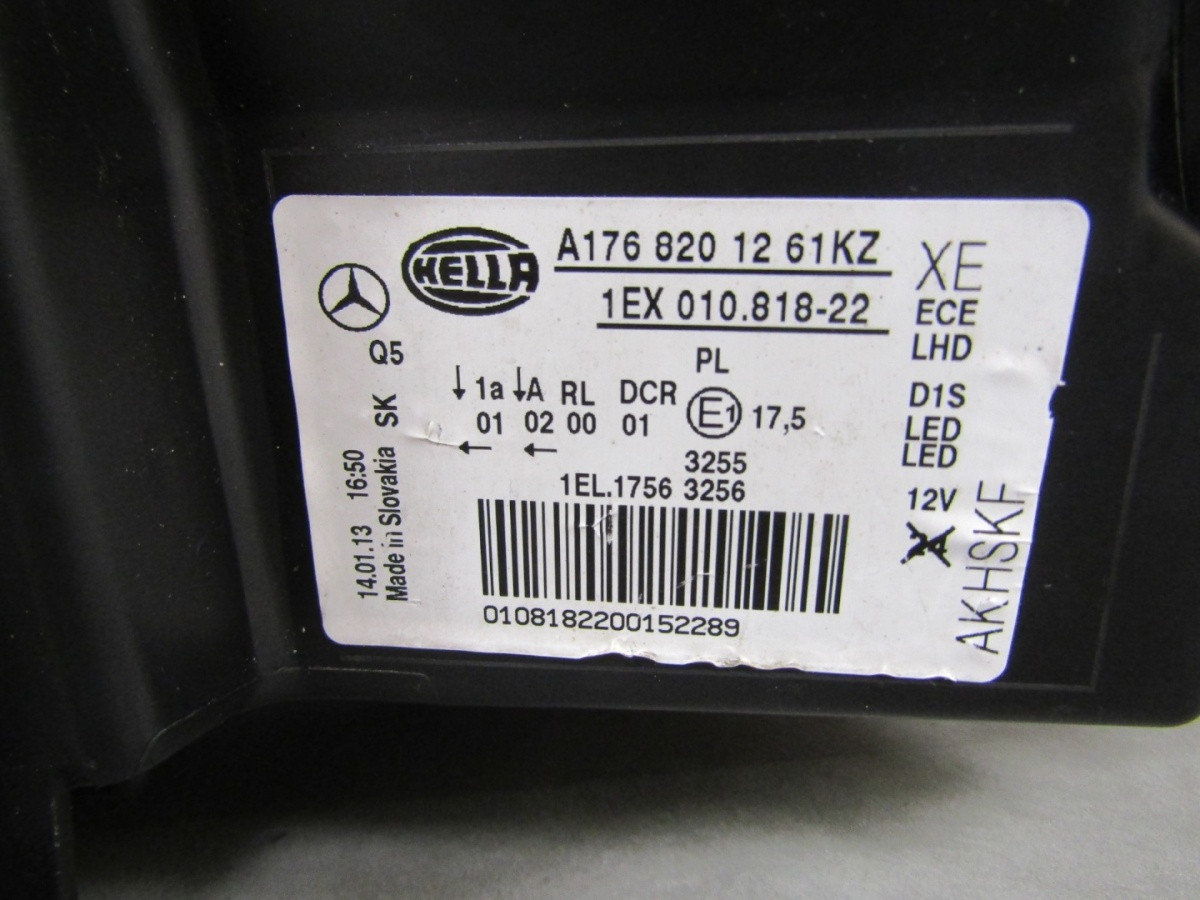 HELLA
A176 820 12 61KZ
1EX 010.818-22
XE
ECE
LHD
D1S
LED
LED
12V
AKHSKF
Q5
SK
PL
1a A RL DCR E1 17,5
01 02 00 01
3255
1EL.1756 3256
14.01.13 16:50
Made in Slovakia
0108182200152289